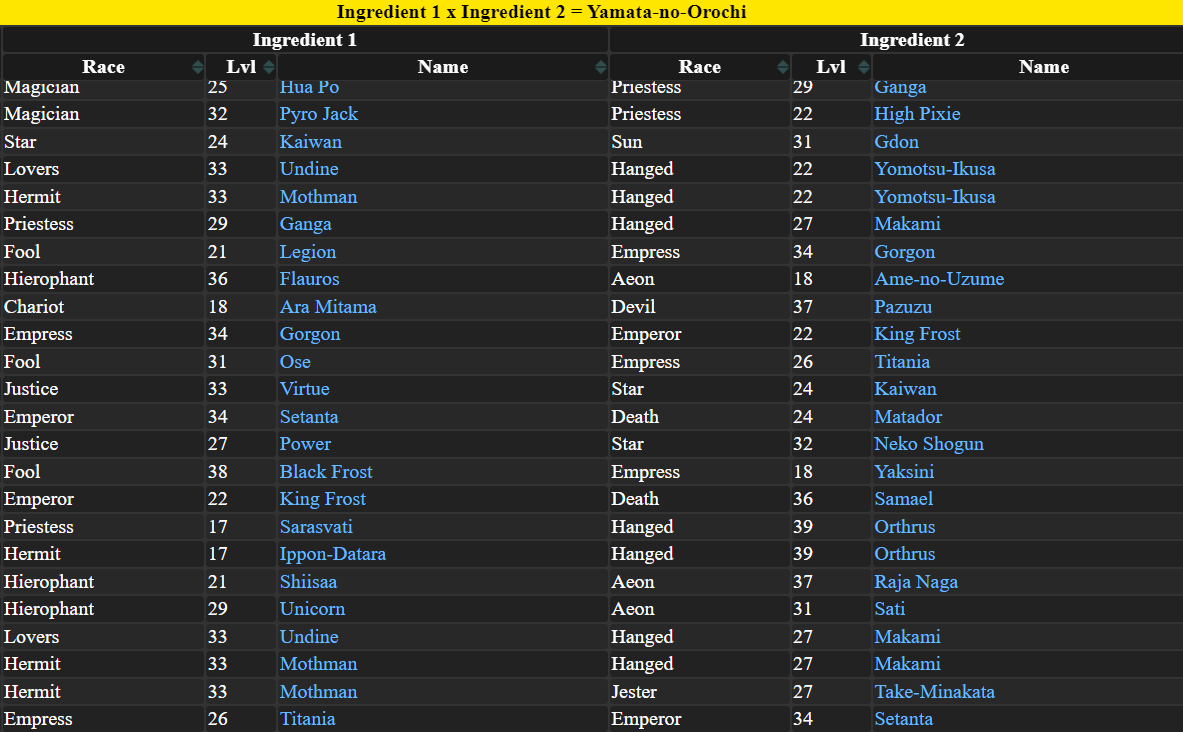 Ingredient 1 x Ingredient 2 = Yamata-no-Orochi
Ingredient 1 Ingredient 2
Race Lvl Name Race Lvl Name
Magician 25 Hua Po Priestess 29 Ganga
Magician 32 Pyro Jack Priestess 22 High Pixie
Star 24 Kaiwan Sun 31 Gdon
Lovers 33 Undine Hanged 22 Yomotsu-Ikusa
Hermit 33 Mothman Hanged 22 Yomotsu-Ikusa
Priestess 29 Ganga Hanged 27 Makami
Fool 21 Legion Empress 34 Gorgon
Hierophant 36 Flauros Aeon 18 Ame-no-Uzume
Chariot 18 Ara Mitama Devil 37 Pazuzu
Empress 34 Gorgon Emperor 22 King Frost
Fool 31 Ose Empress 26 Titania
Justice 33 Virtue Star 24 Kaiwan
Emperor 34 Setanta Death 24 Matador
Justice 27 Power Star 32 Neko Shogun
Fool 38 Black Frost Empress 18 Yaksini
Emperor 22 King Frost Death 36 Samael
Priestess 17 Sarasvati Hanged 39 Orthrus
Hermit 17 Ippon-Datara Hanged 39 Orthrus
Hierophant 21 Shiisaa Aeon 37 Raja Naga
Hierophant 29 Unicorn Aeon 31 Sati
Lovers 33 Undine Hanged 27 Makami
Hermit 33 Mothman Hanged 27 Makami
Hermit 33 Mothman Jester 27 Take-Minakata
Empress 26 Titania Emperor 34 Setanta